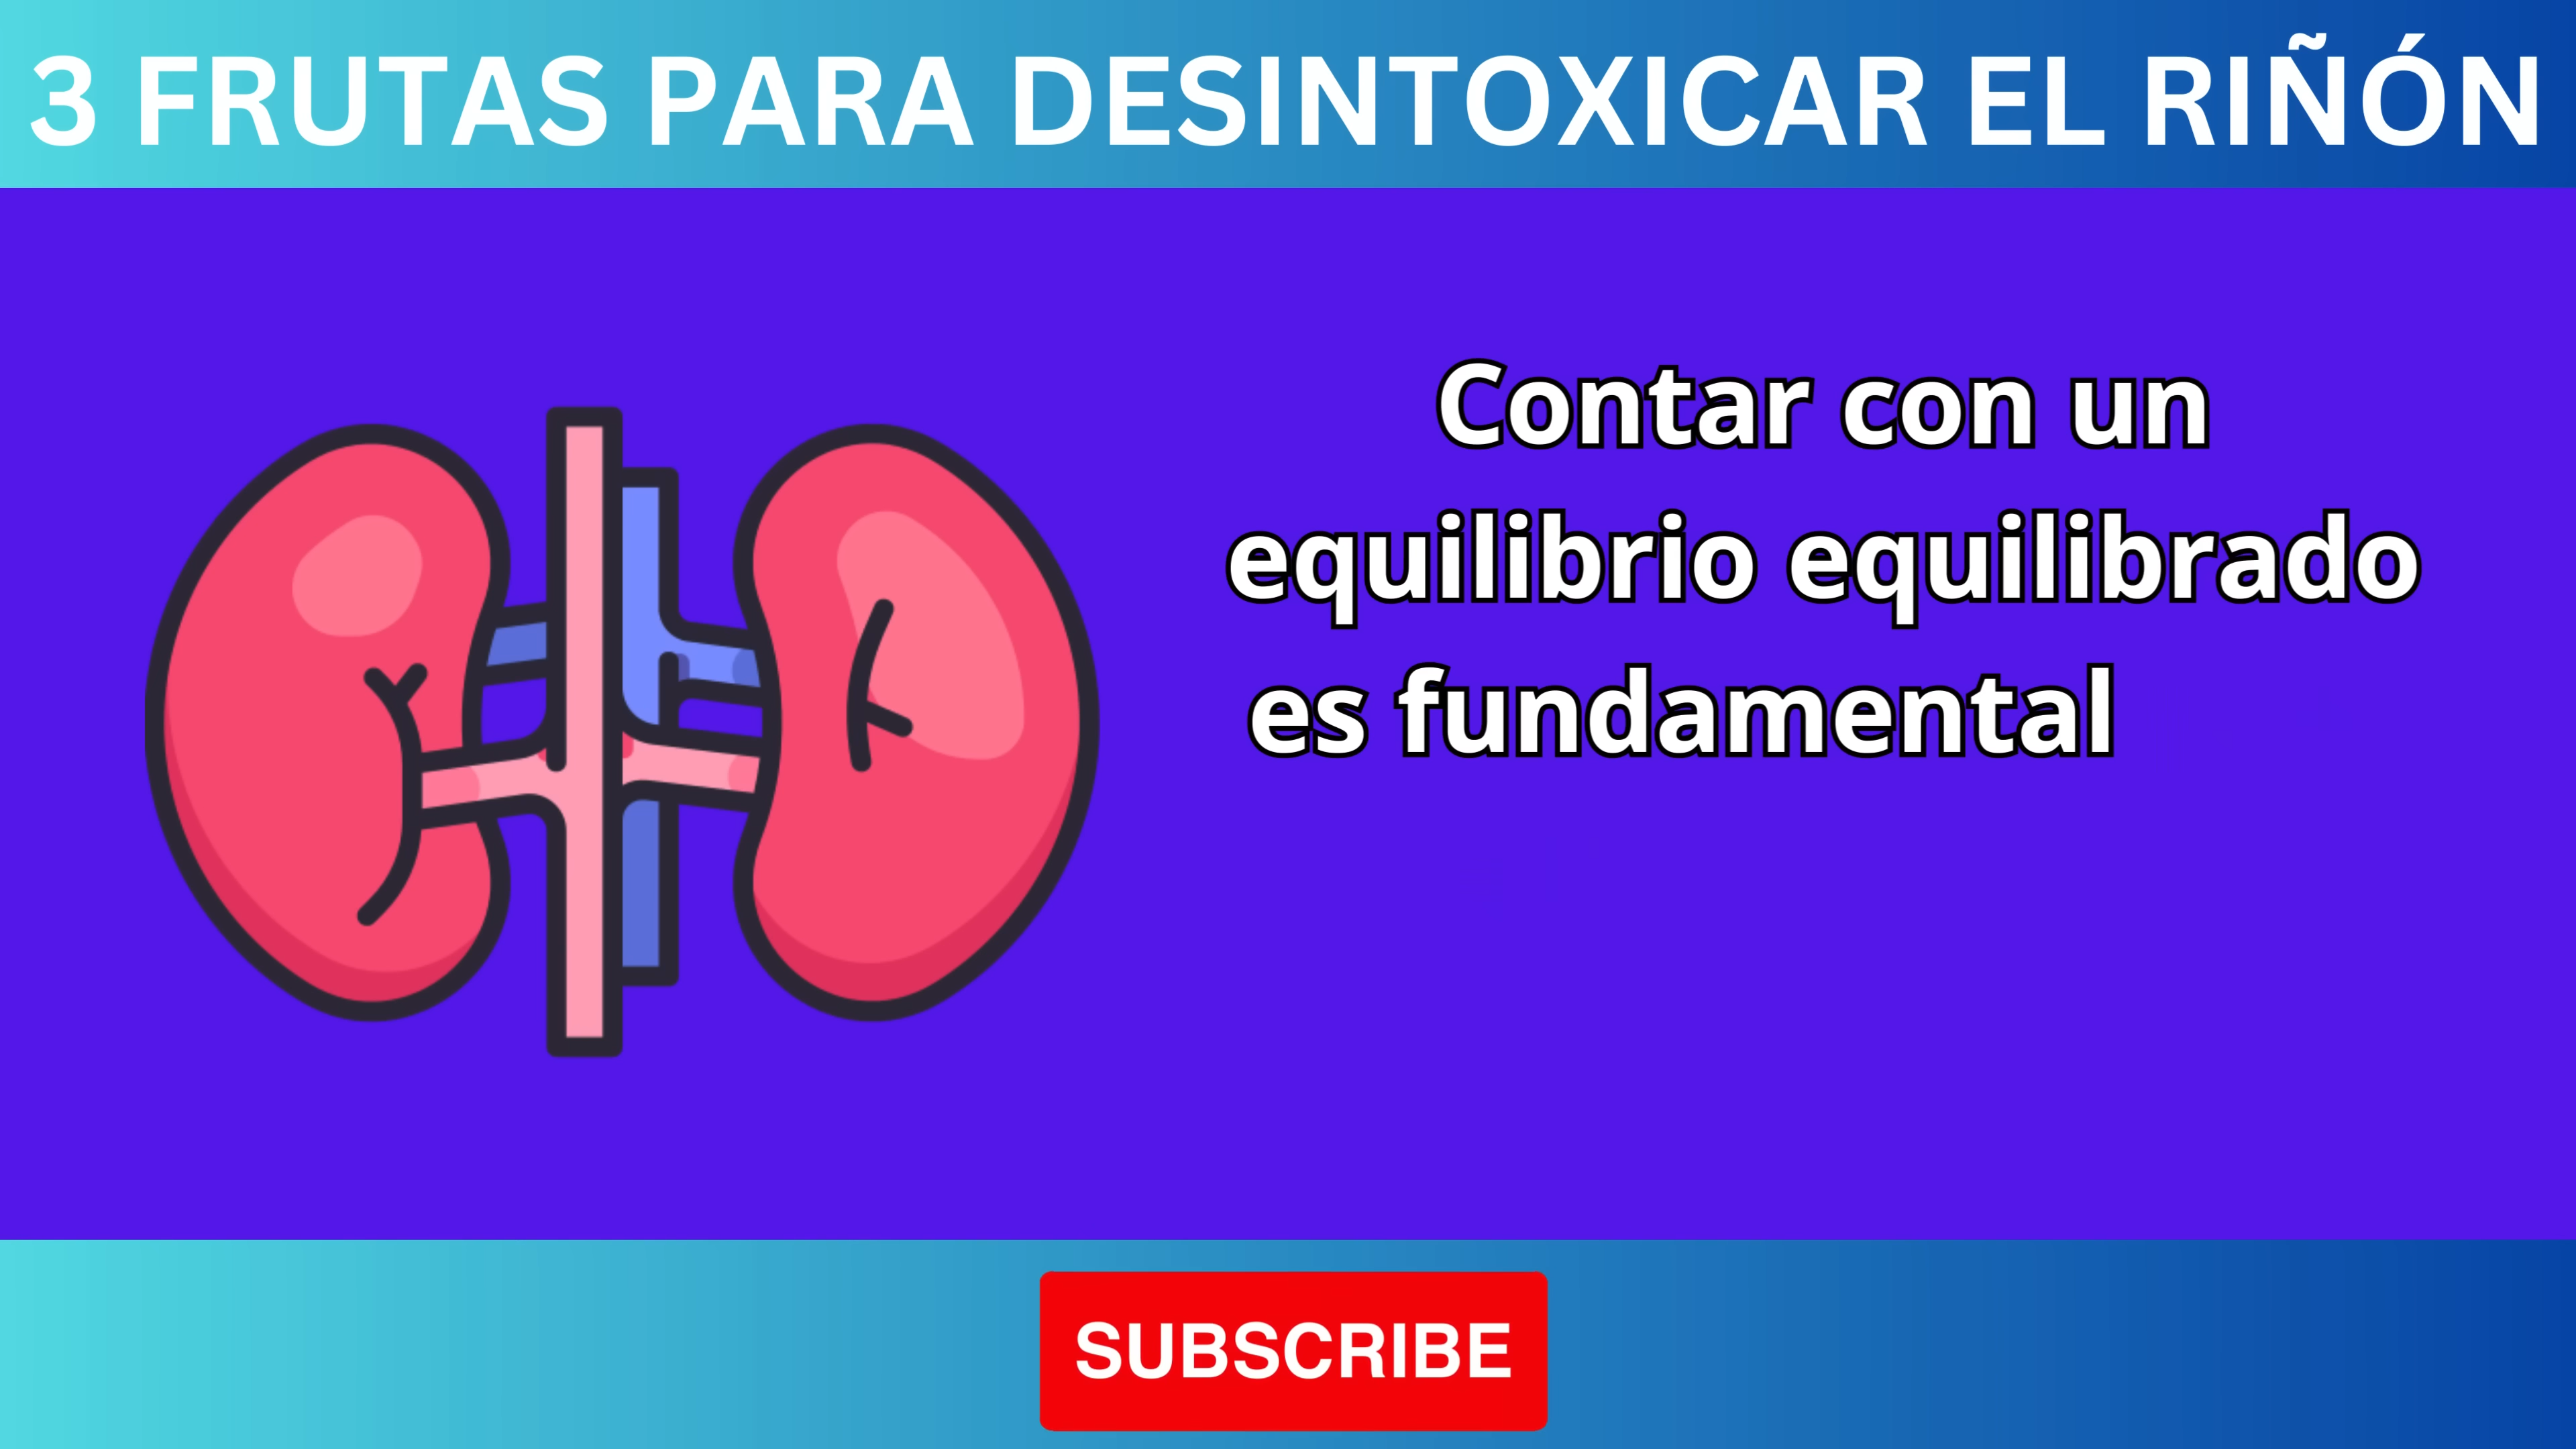 3 FRUTAS PARA DESINTOXICAR EL RIÑÓN
Contar con un
equilibrio equilibrado
es fundamental
SUBSCRIBE